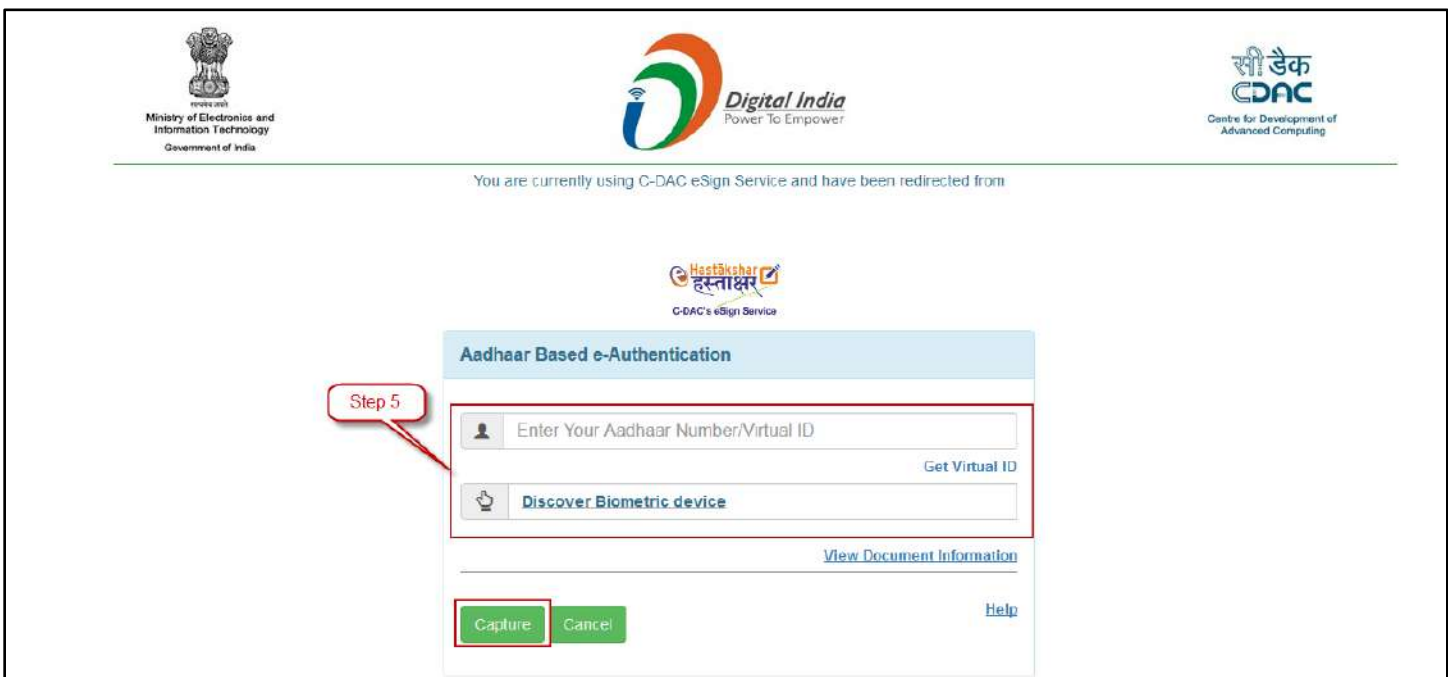 Ministry of Electronics and
Information Technology
Government of India
Digital India
Power To Empower
सी डैक
CDAC
Centre for Development of
Advanced Computing
You are currently using C-DAC eSign Service and have been redirected from
e Hastākshar
हस्ताक्षर
C-DAC's eSign Service
Aadhaar Based e-Authentication
Step 5
Enter Your Aadhaar Number/Virtual ID
Get Virtual ID
Discover Biometric device
View Document Information
Capture
Cancel
Help